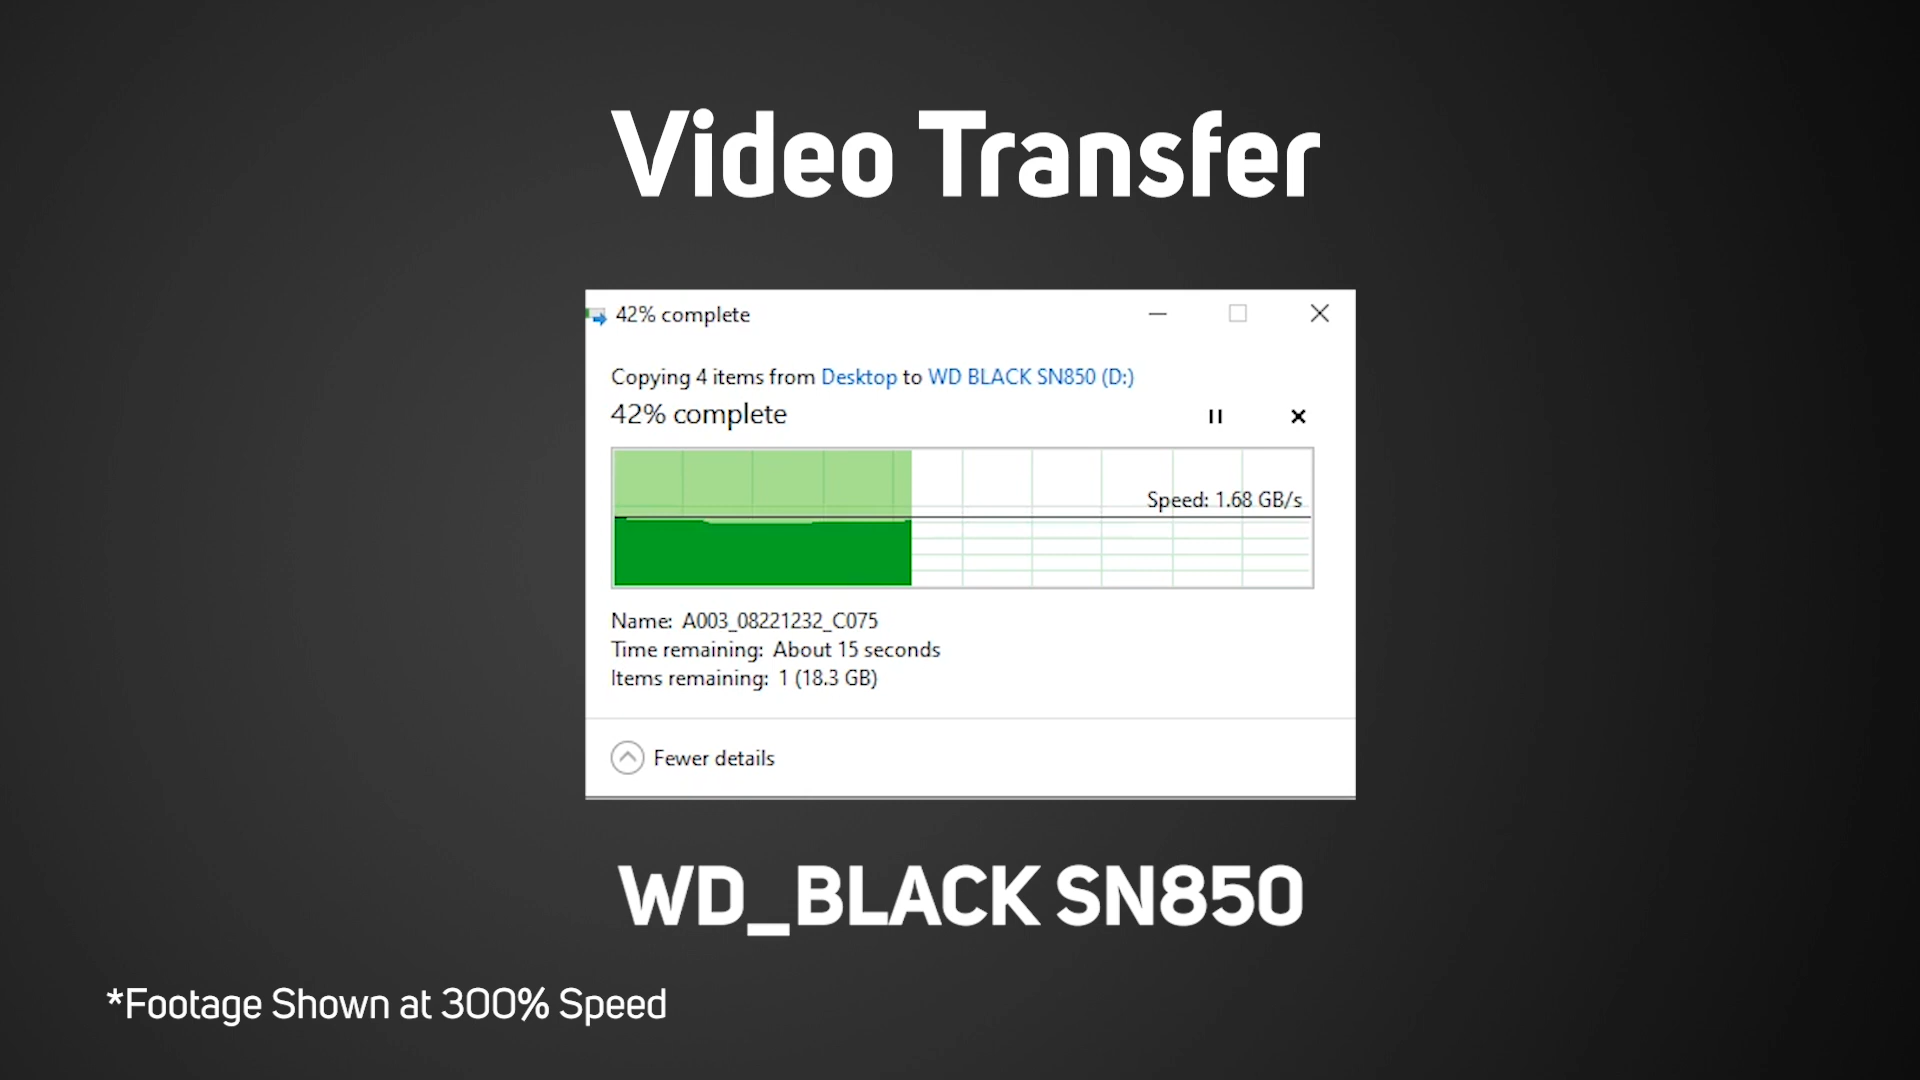 Video Transfer
42% complete
Copying 4 items from Desktop to WD BLACK SN850 (D:)
42% complete
Speed: 1.68 GB/s
Name: A003_08221232_C075
Time remaining: About 15 seconds
Items remaining: 1 (18.3 GB)
Fewer details
WD_BLACK SN850
*Footage Shown at 300% Speed